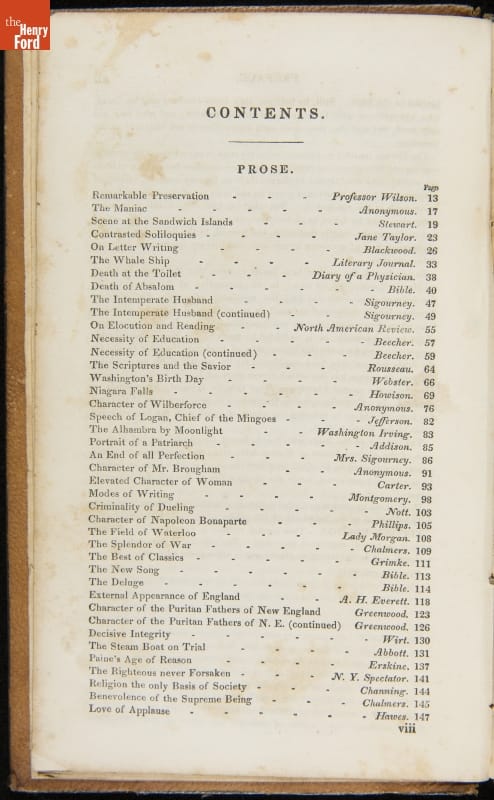 the
Henry
Ford
CONTENTS.
PROSE.
Page
Remarkable Preservation - - - Professor Wilson. 13
The Maniac - - - - Anonymous. 17
Scene at the Sandwich Islands - - - Stewart. 19
Contrasted Soliloquies - - - - Jane Taylor. 23
On Letter Writing - - - - Blackwood. 26
The Whale Ship - - - - Literary Journal. 33
Death at the Toilet - - - Diary of a Physician. 38
Death of Absalom - - - - - - Bible. 40
The Intemperate Husband - - - - Sigourney. 47
The Intemperate Husband (continued) - - Sigourney. 49
On Elocution and Reading - - North American Review. 55
Necessity of Education - - - - Beecher. 57
Necessity of Education (continued) - - - Beecher. 59
The Scriptures and the Savior - - - Rousseau. 64
Washington's Birth Day - - - - Webster. 66
Niagara Falls - - - - - - Howison. 69
Character of Wilberforce - - - - Anonymous. 76
Speech of Logan, Chief of the Mingoes - - Jefferson. 82
The Alhambra by Moonlight - - Washington Irving. 83
Portrait of a Patriarch - - - - Addison. 85
An End of all Perfection - - - Mrs. Sigourney. 86
Character of Mr. Brougham - - Anonymous. 91
Elevated Character of Woman - - - Carter. 93
Modes of Writing - - - - Montgomery. 98
Criminality of Dueling - - - - - Nott. 103
Character of Napoleon Bonaparte - - - Phillips. 105
The Field of Waterloo - - - Lady Morgan. 108
The Splendor of War - - - - - Chalmers. 109
The Best of Classics - - - - - Grimke. 111
The New Song - - - - - - Bible. 113
The Deluge - - - - - - Bible. 114
External Appearance of England - - A. H. Everett. 118
Character of the Puritan Fathers of New England Greenwood. 123
Character of the Puritan Fathers of N. E. (continued) Greenwood. 126
Decisive Integrity - - - - - - Wirt. 130
The Steam Boat on Trial - - - - Abbott. 131
Paine's Age of Reason - - - - Erskine. 137
The Righteous never Forsaken - - - N. Y. Spectator. 141
Religion the only Basis of Society - - - Channing. 144
Benevolence of the Supreme Being - - - Chalmers. 145
Love of Applause - - - - - - Hawes. 147
viii